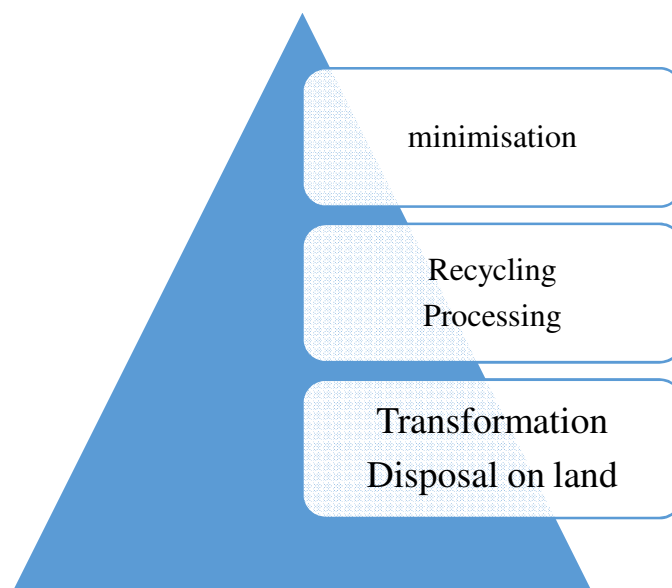 minimisation
Recycling
Processing
Transformation
Disposal on land